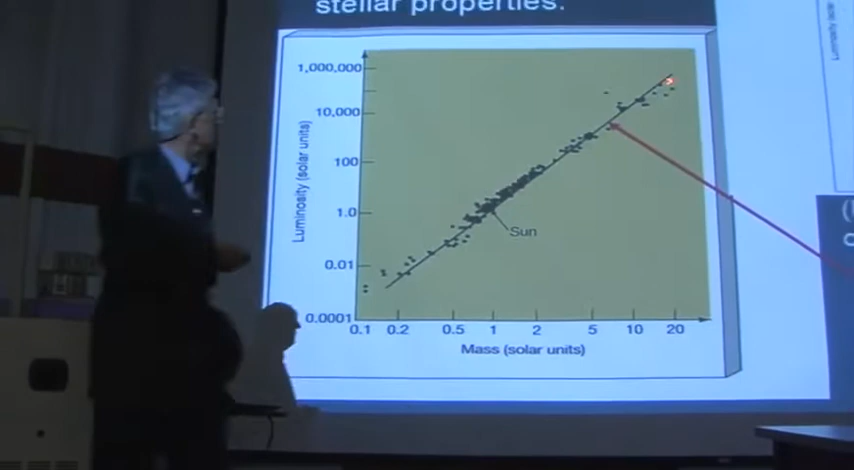 stellar properties.
1,000,000
10,000
100
1.0
0.01
0.0001
Luminosity (solar units)
Sun
0.1 0.2 0.5 1 2 5 10 20
Mass (solar units)